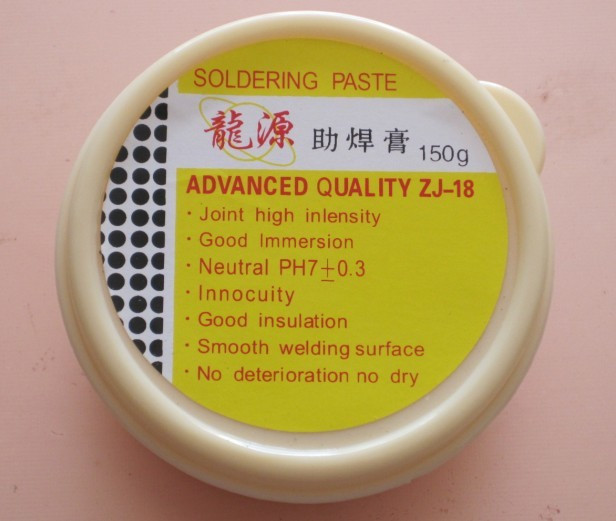 SOLDERING PASTE
龍源 助焊膏 150g
ADVANCED QUALITY ZJ-18
· Joint high inlensity
· Good Immersion
· Neutral PH7±0.3
· Innocuity
· Good insulation
· Smooth welding surface
· No deterioration no dry